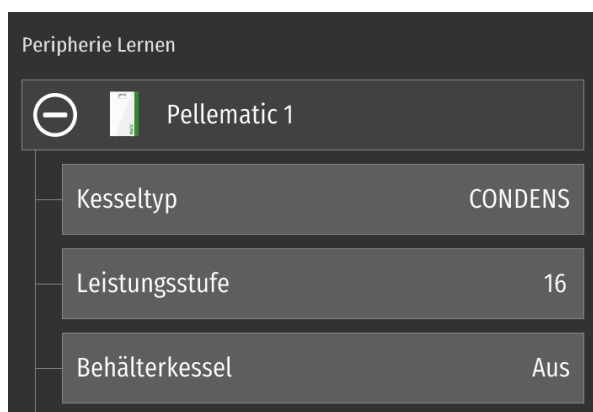 Peripherie Lernen
Pellematic 1
Kesseltyp CONDENS
Leistungsstufe 16
Behälterkessel Aus